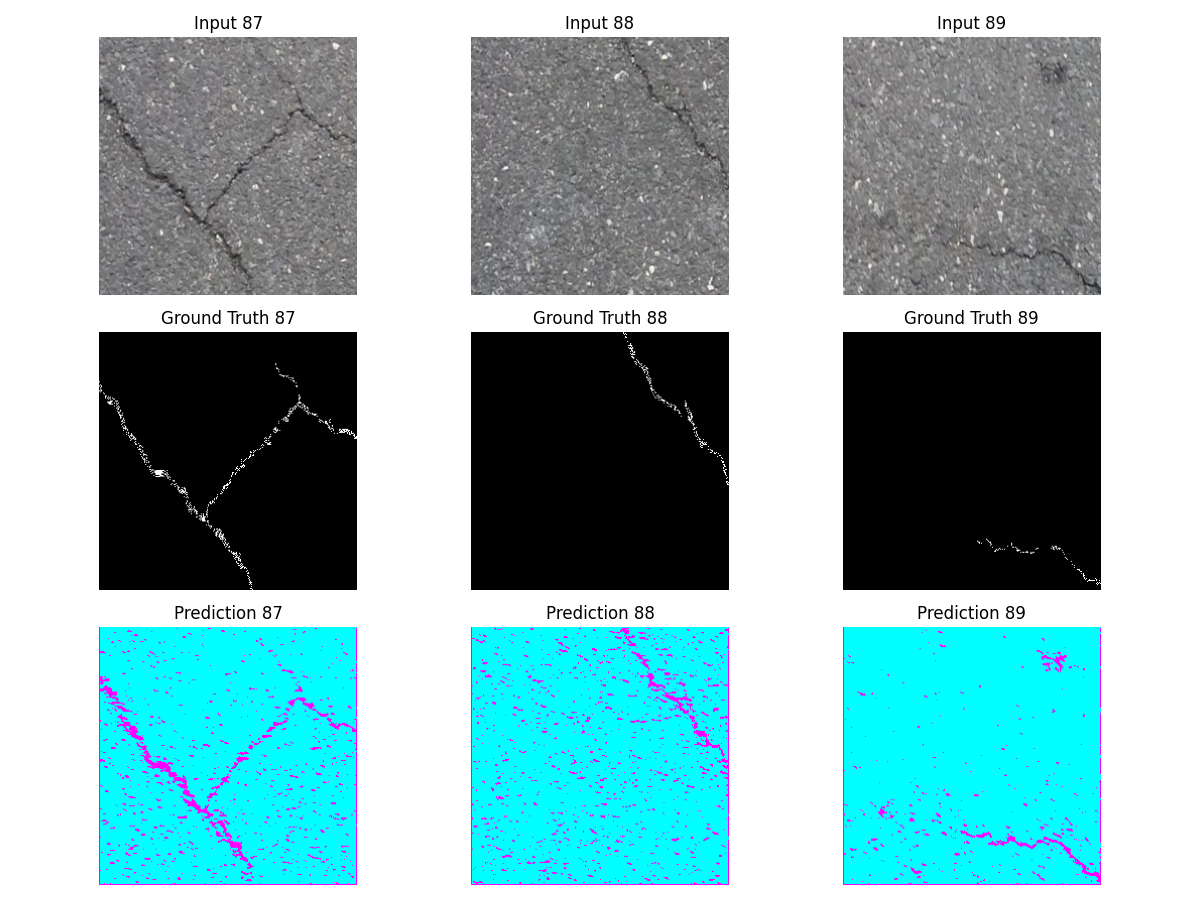 Input 87
Input 88
Input 89
Ground Truth 87
Ground Truth 88
Ground Truth 89
Prediction 87
Prediction 88
Prediction 89